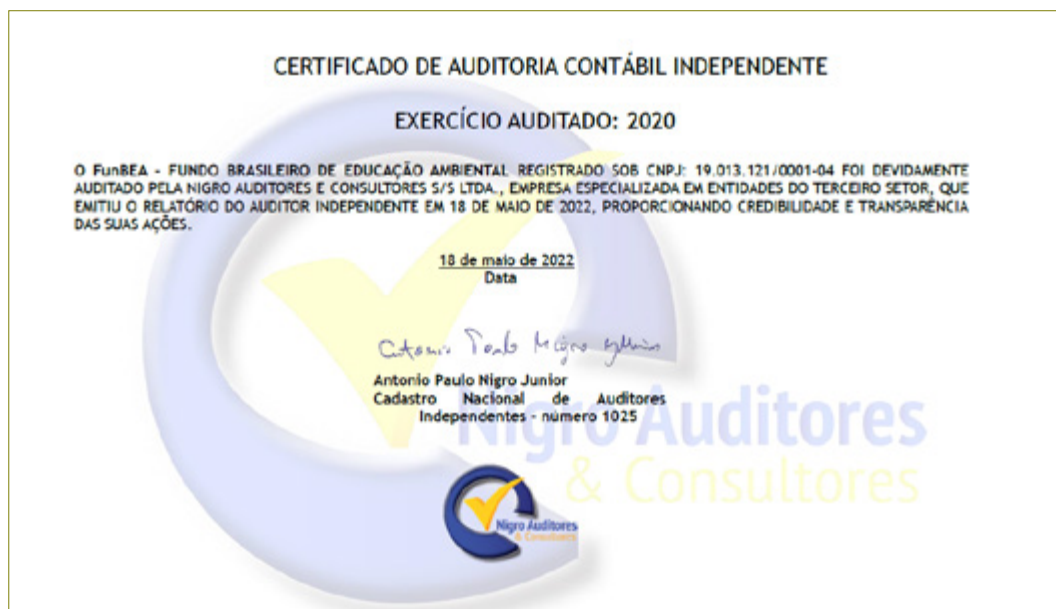 CERTIFICADO DE AUDITORIA CONTÁBIL INDEPENDENTE
EXERCÍCIO AUDITADO: 2020
O FunBEA - FUNDO BRASILEIRO DE EDUCAÇÃO AMBIENTAL REGISTRADO SOB CNPJ: 19.013.121/0001-04 FOI DEVIDAMENTE
AUDITADO PELA NIGRO AUDITORES E CONSULTORES S/S LTDA., EMPRESA ESPECIALIZADA EM ENTIDADES DO TERCEIRO SETOR, QUE
EMITIU O RELATÓRIO DO AUDITOR INDEPENDENTE EM 18 DE MAIO DE 2022, PROPORCIONANDO CREDIBILIDADE E TRANSPARÊNCIA
DAS SUAS AÇÕES.
18 de maio de 2022
Data
Antonio Paulo Nigro
Antonio Paulo Nigro Junior
Cadastro Nacional de Auditores
Independentes - número 1025
Nigro Auditores
& Consultores
Nigro Auditores
& Consultores